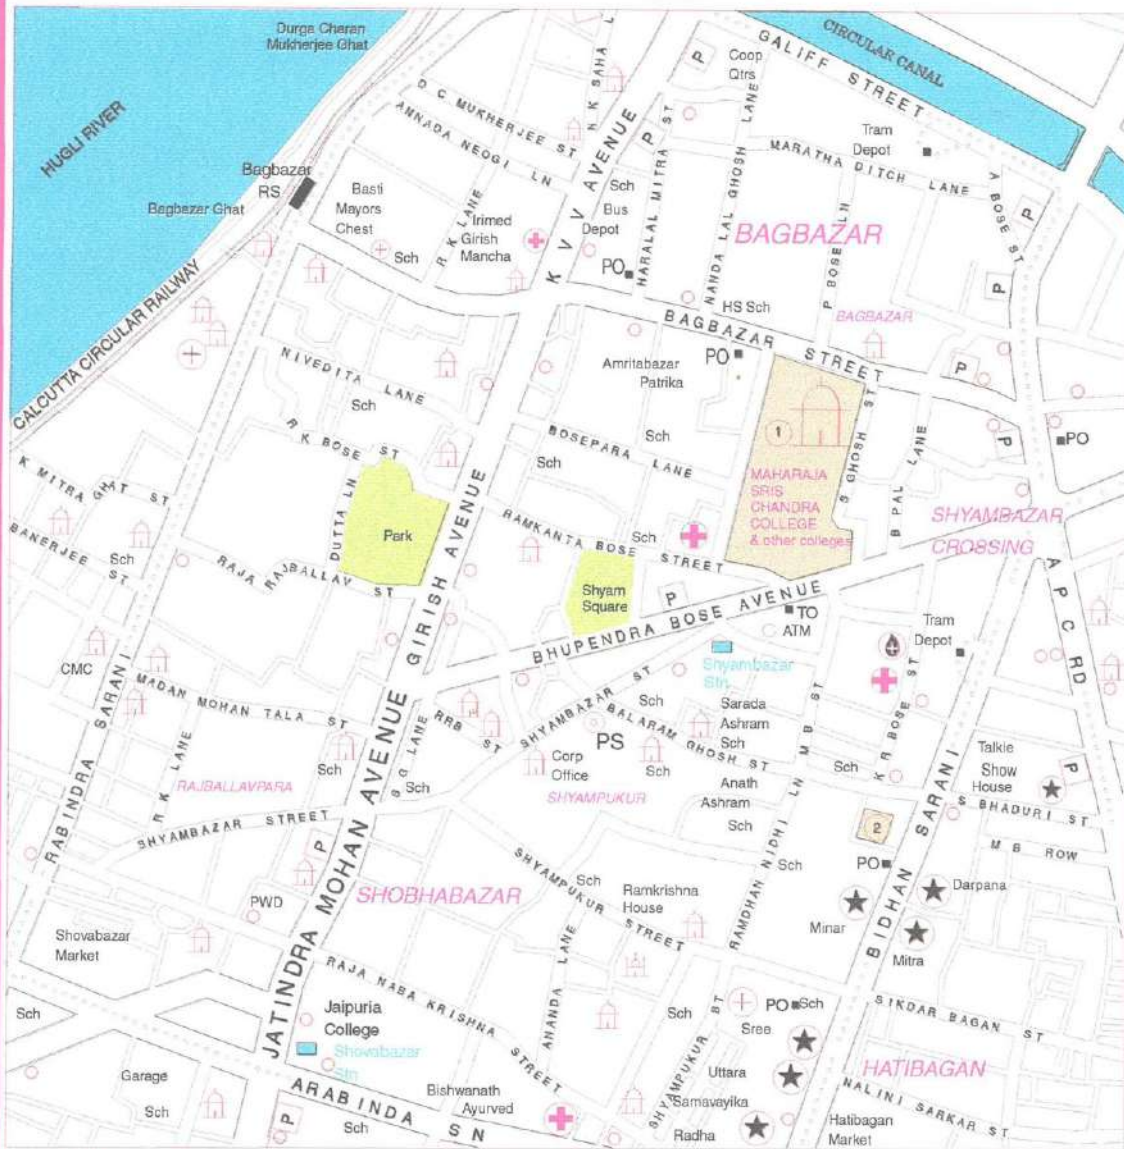 Durga Charan
Mukherjee Ghat
HUGLI RIVER
CIRCULAR CANAL
GALIFF STREET
N K SAHA L
P
Coop
Qtrs
D C MUKHERJEE ST
ANNADA NEOGI LN
K V V AVENUE
P
HARALAL MITRA ST
NANDA LAL GHOSH LANE
Tram
Depot
MARATHA DITCH LANE
A BOSE ST
P
P
Bagbazar
RS
Bagbazar Ghat
Basti
Mayors
Chest
Sch
R K LANE
Irimed
Girish
Mancha
Sch
Bus
Depot
PO
BAGBAZAR
P BOSE LN
BAGBAZAR
HS Sch
BAGBAZAR STREET
CALCUTTA CIRCULAR RAILWAY
NIVEDITA LANE
Sch
Amritabazar
Patrika
PO
P
P
PO
R K BOSE ST
BOSEPARA LANE
Sch
Sch
1
MAHARAJA
SRIS
CHANDRA
COLLEGE
& other colleges
S GHOSH ST
B PAL LANE
SHYAMBAZAR
CROSSING
K MITRA GHAT ST
BANERJEE ST
Sch
DUTTA LN
Park
RAJA RAJBALLAV ST
GIRISH AVENUE
RAMKANTA BOSE STREET
Sch
Shyam
Square
P
BHUPENDRA BOSE AVENUE
TO
ATM
A P C RD
Tram
Depot
Shyambazar
Stn
CMC
MADAN MOHAN TALA ST
RABINDRA SARANI
R K LANE
RAJBALLAVPARA
Sch
S G LANE
RRB ST
Sch
SHYAMBAZAR ST
SHYAMBAZAR STREET
PS
Corp
Office
Sch
BALARAM GHOSH ST
Sch
Sarada
Ashram
Sch
M B ST
K R BOSE ST
SHYAMPUKUR
Anath
Ashram
Sch
Sch
Talkie
Show
House
P
S BHADURI ST
M B ROW
2
PO
P
JATINDRA MOHAN AVENUE
SHOBHABAZAR
PWD
SHYAMPUKUR STREET
Sch
Ramkrishna
House
RAMDHAN NIDHI LN
Sch
Minar
Darpana
Mitra
BIDHAN SARANI
Shovabazar
Market
Sch
Jaipuria
College
Shovabazar
Stn
RAJA NABA KRISHNA STREET
ANANDA LANE
Sch
SHYAMPUKUR ST
PO
Sch
Sree
SIKDAR BAGAN ST
HATIBAGAN
NALINI SARKAR ST
Garage
Sch
P
ARABINDA SN
Sch
Bishwanath
Ayurved
Uttara
Samavayika
Radha
Hatibagan
Market